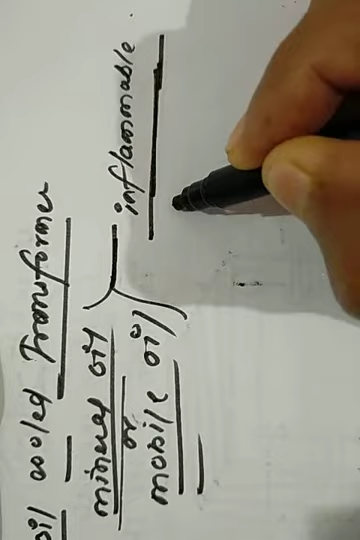 oil cooled Transformer
mineral oil
or
mobile oil
inflammable